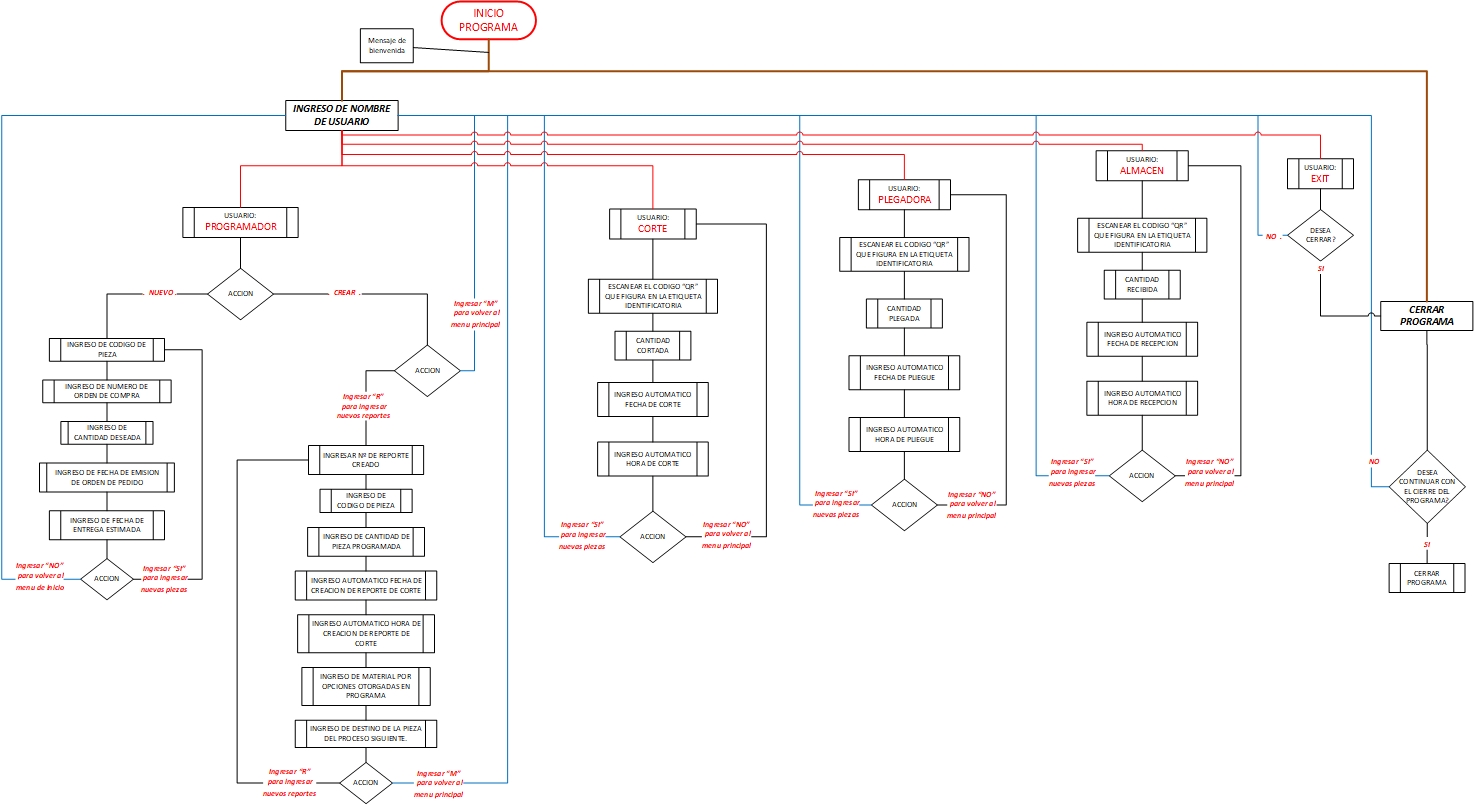 INICIO
PROGRAMA
Mensaje de
bienvenida
INGRESO DE NOMBRE
DE USUARIO
USUARIO:
PROGRAMADOR
ACCION
NUEVO .
CREAR .
INGRESO DE CODIGO DE
PIEZA
INGRESO DE NUMERO DE
ORDEN DE COMPRA
INGRESO DE
CANTIDAD DESEADA
INGRESO DE FECHA DE EMISION
DE ORDEN DE PEDIDO
INGRESO DE FECHA DE
ENTREGA ESTIMADA
ACCION
Ingresar "NO"
para volver al
menu de inicio
Ingresar "SI"
para ingresar
nuevas piezas
ACCION
Ingresar "M"
para volver al
menu principal
Ingresar "R"
para ingresar
nuevos reportes
INGRESAR Nº DE REPORTE
CREADO
INGRESO DE
CODIGO DE PIEZA
INGRESO DE CANTIDAD DE
PIEZA PROGRAMADA
INGRESO AUTOMATICO FECHA DE
CREACION DE REPORTE DE CORTE
INGRESO AUTOMATICO HORA DE
CREACION DE REPORTE DE
CORTE
INGRESO DE MATERIAL POR
OPCIONES OTORGADAS EN
PROGRAMA
INGRESO DE DESTINO DE LA PIEZA
DEL PROCESO SIGUIENTE.
ACCION
Ingresar "R"
para ingresar
nuevos reportes
Ingresar "M"
para volver al
menu principal
USUARIO:
CORTE
ESCANEAR EL CODIGO "QR"
QUE FIGURA EN LA ETIQUETA
IDENTIFICATORIA
CANTIDAD
CORTADA
INGRESO AUTOMATICO
FECHA DE CORTE
INGRESO AUTOMATICO
HORA DE CORTE
ACCION
Ingresar "SI"
para ingresar
nuevas piezas
Ingresar "NO"
para volver al
menu principal
USUARIO:
PLEGADORA
ESCANEAR EL CODIGO "QR"
QUE FIGURA EN LA ETIQUETA
IDENTIFICATORIA
CANTIDAD
PLEGADA
INGRESO AUTOMATICO
FECHA DE PLIEGUE
INGRESO AUTOMATICO
HORA DE PLIEGUE
ACCION
Ingresar "SI"
para ingresar
nuevas piezas
Ingresar "NO"
para volver al
menu principal
USUARIO:
ALMACEN
ESCANEAR EL CODIGO "QR"
QUE FIGURA EN LA ETIQUETA
IDENTIFICATORIA
CANTIDAD
RECIBIDA
INGRESO AUTOMATICO
FECHA DE RECEPCION
INGRESO AUTOMATICO
HORA DE RECEPCION
ACCION
Ingresar "SI"
para ingresar
nuevas piezas
Ingresar "NO"
para volver al
menu principal
USUARIO:
EXIT
DESEA
CERRAR?
NO .
SI
CERRAR
PROGRAMA
DESEA
CONTINUAR CON
EL CIERRE DEL
PROGRAMA?
NO
SI
CERRAR
PROGRAMA